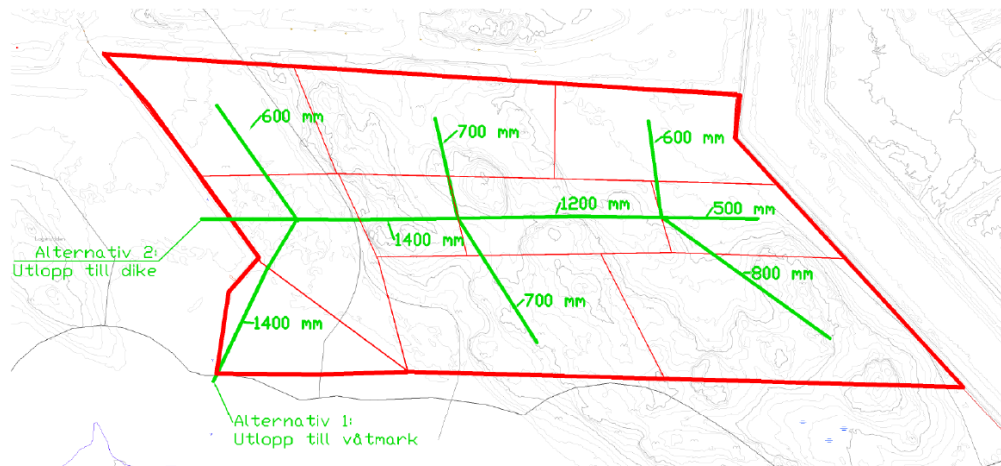 600 mm
700 mm
600 mm
1200 mm
500 mm
1400 mm
Alternativ 2:
Utlopp till dike
800 mm
700 mm
1400 mm
Alternativ 1:
Utlopp till våtmark